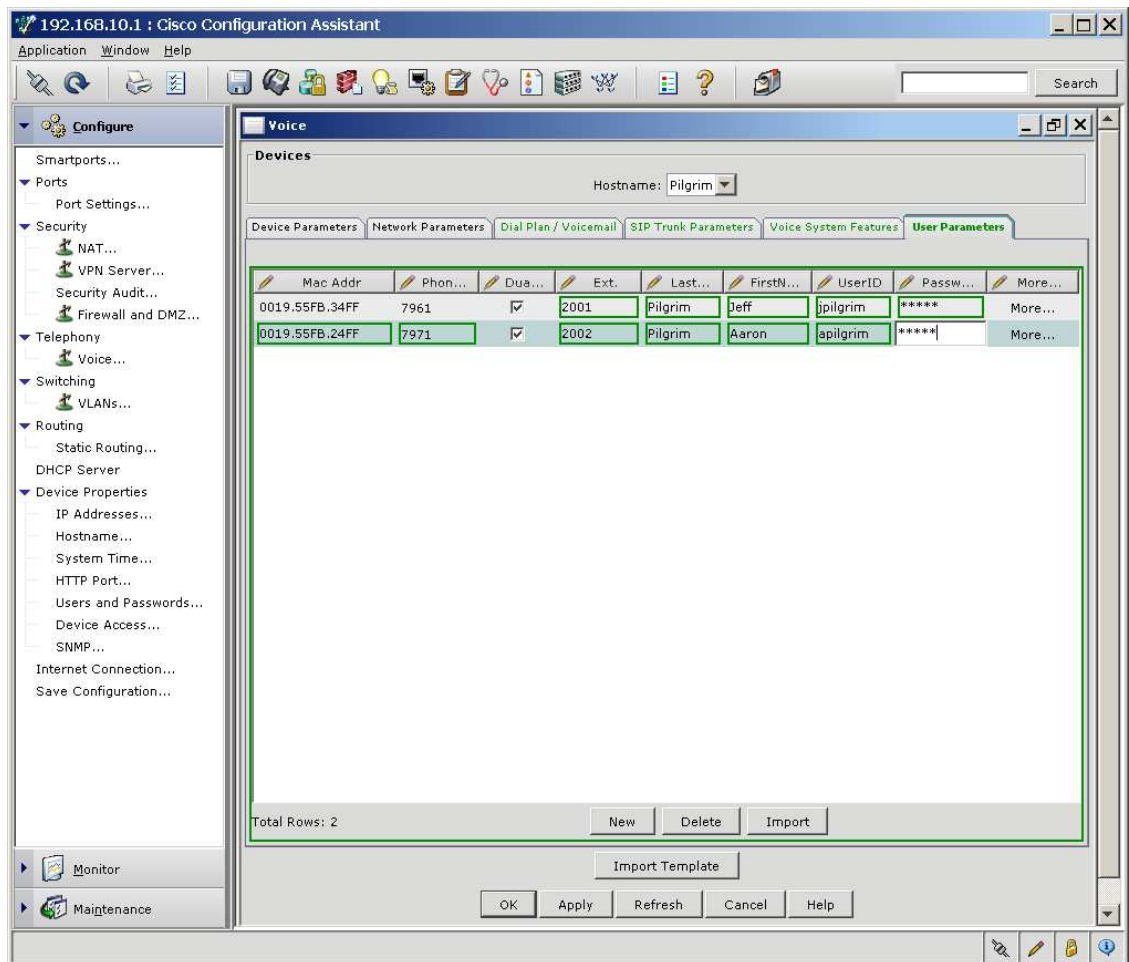 192.168.10.1 : Cisco Configuration Assistant
Application Window Help
Search
Configure
Smartports...
Ports
Port Settings...
Security
NAT...
VPN Server...
Security Audit...
Firewall and DMZ...
Telephony
Voice...
Switching
VLANs...
Routing
Static Routing...
DHCP Server
Device Properties
IP Addresses...
Hostname...
System Time...
HTTP Port...
Users and Passwords...
Device Access...
SNMP...
Internet Connection...
Save Configuration...
Monitor
Maintenance
Voice
Devices
Hostname: Pilgrim
Device Parameters Network Parameters Dial Plan / Voicemail SIP Trunk Parameters Voice System Features User Parameters
Mac Addr Phon... Dua... Ext. Last... FirstN... UserID Passw... More...
0019.55FB.34FF 7961 2001 Pilgrim Jeff jpilgrim ***** More...
0019.55FB.24FF 7971 2002 Pilgrim Aaron apilgrim ***** More...
Total Rows: 2 New Delete Import
Import Template
OK Apply Refresh Cancel Help